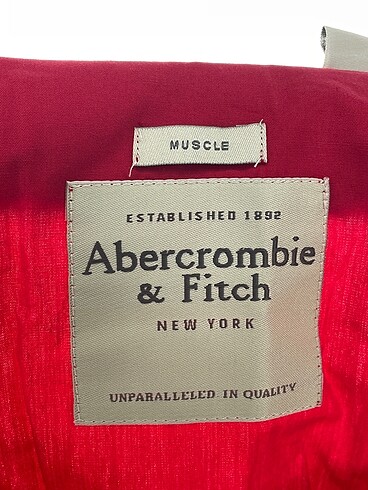 MUSCLE
ESTABLISHED 1892
Abercrombie
& Fitch
NEW YORK
UNPARALLELED IN QUALITY